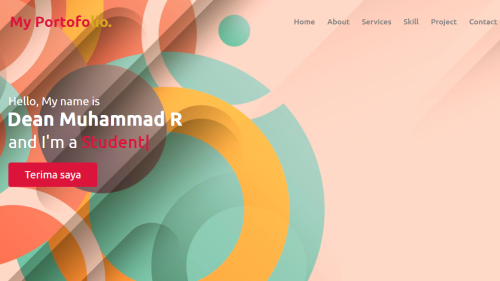 My Portofolio.
Home About Services Skill Project Contact
Hello, My name is
Dean Muhammad R
and I'm a Student|
Terima saya